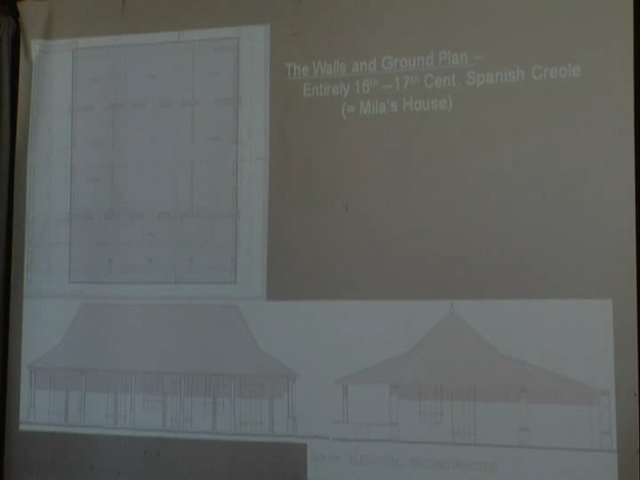 The Walls and Ground Plan –
Entirely 16th – 17th Cent. Spanish Creole
(= Mila's House)